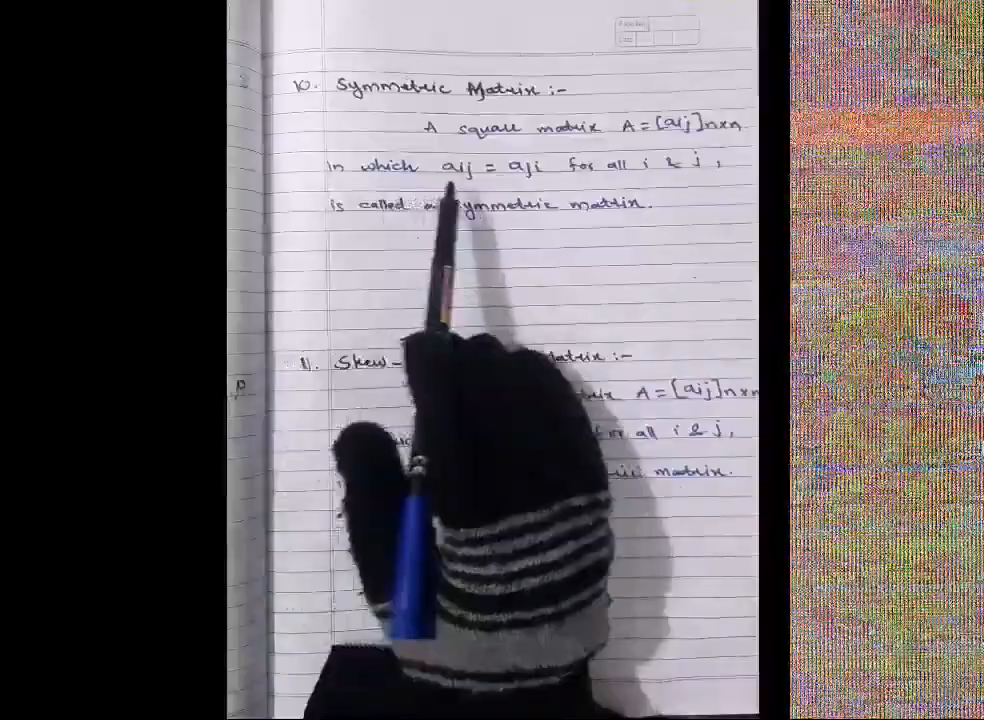 10. Symmetric Matrix :-
A square matrix A = [aij]n×n
in which aij = aji for all i & j,
is called a symmetric matrix.
11. Skew- Matrix :-
A = [aij]n×n
for all i & j,
matrix.